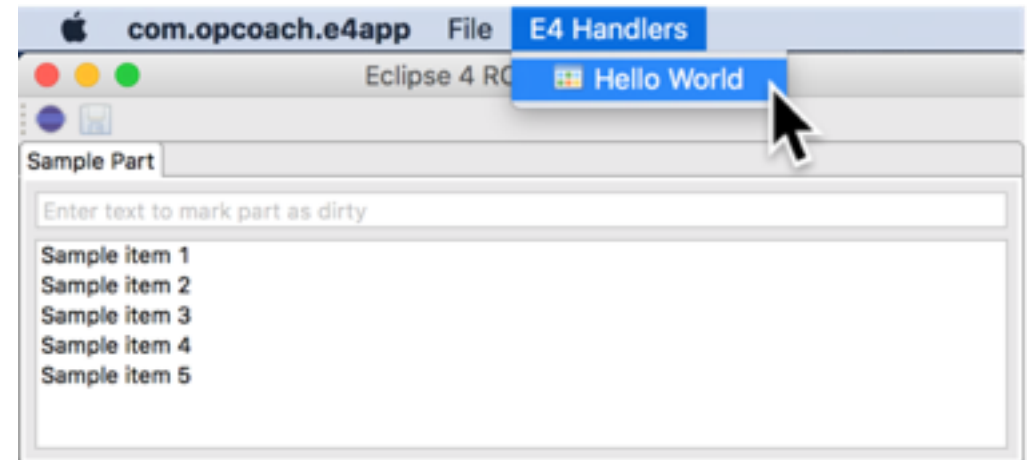 com.opcoach.e4app File E4 Handlers
Eclipse 4 RC
Hello World
Sample Part
Enter text to mark part as dirty
Sample item 1
Sample item 2
Sample item 3
Sample item 4
Sample item 5